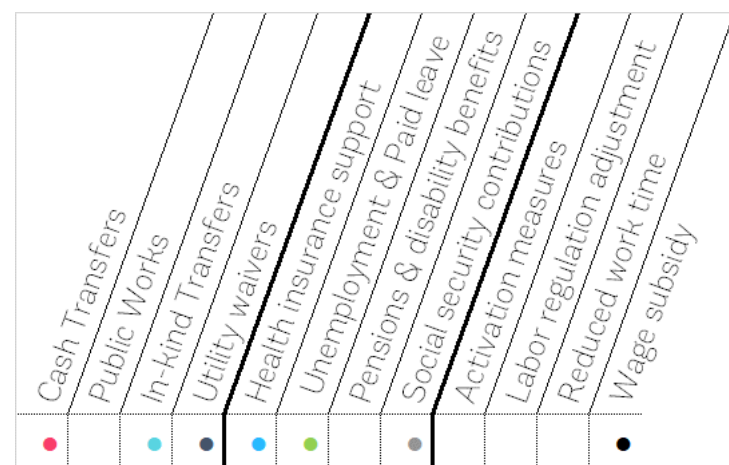 Cash Transfers
Public Works
In-kind Transfers
Utility waivers
Health insurance support
Unemployment & Paid leave
Pensions & disability benefits
Social security contributions
Activation measures
Labor regulation adjustment
Reduced work time
Wage subsidy